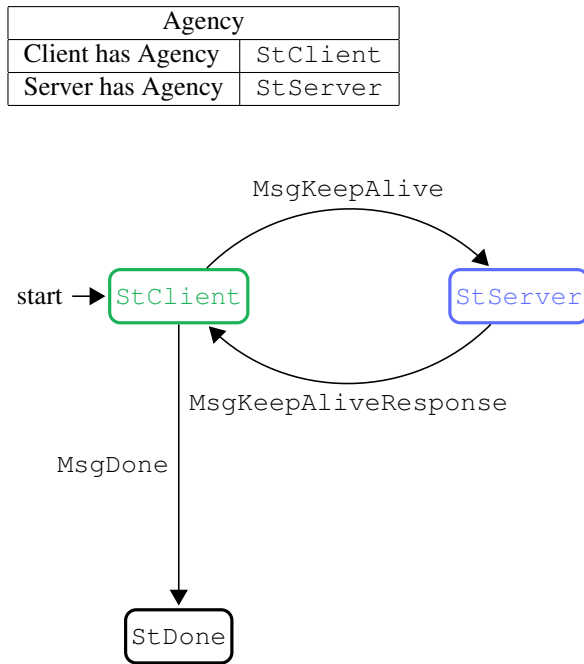 Agency
Client has Agency StClient
Server has Agency StServer
MsgKeepAlive
start StClient StServer
MsgKeepAliveResponse
MsgDone
StDone